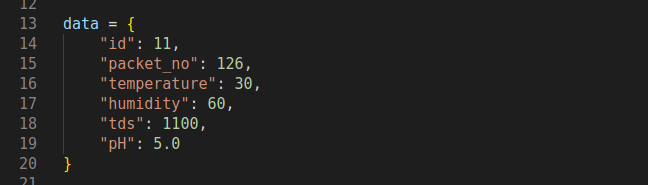 12
13 data = {
14     "id": 11,
15     "packet_no": 126,
16     "temperature": 30,
17     "humidity": 60,
18     "tds": 1100,
19     "pH": 5.0
20 }
21